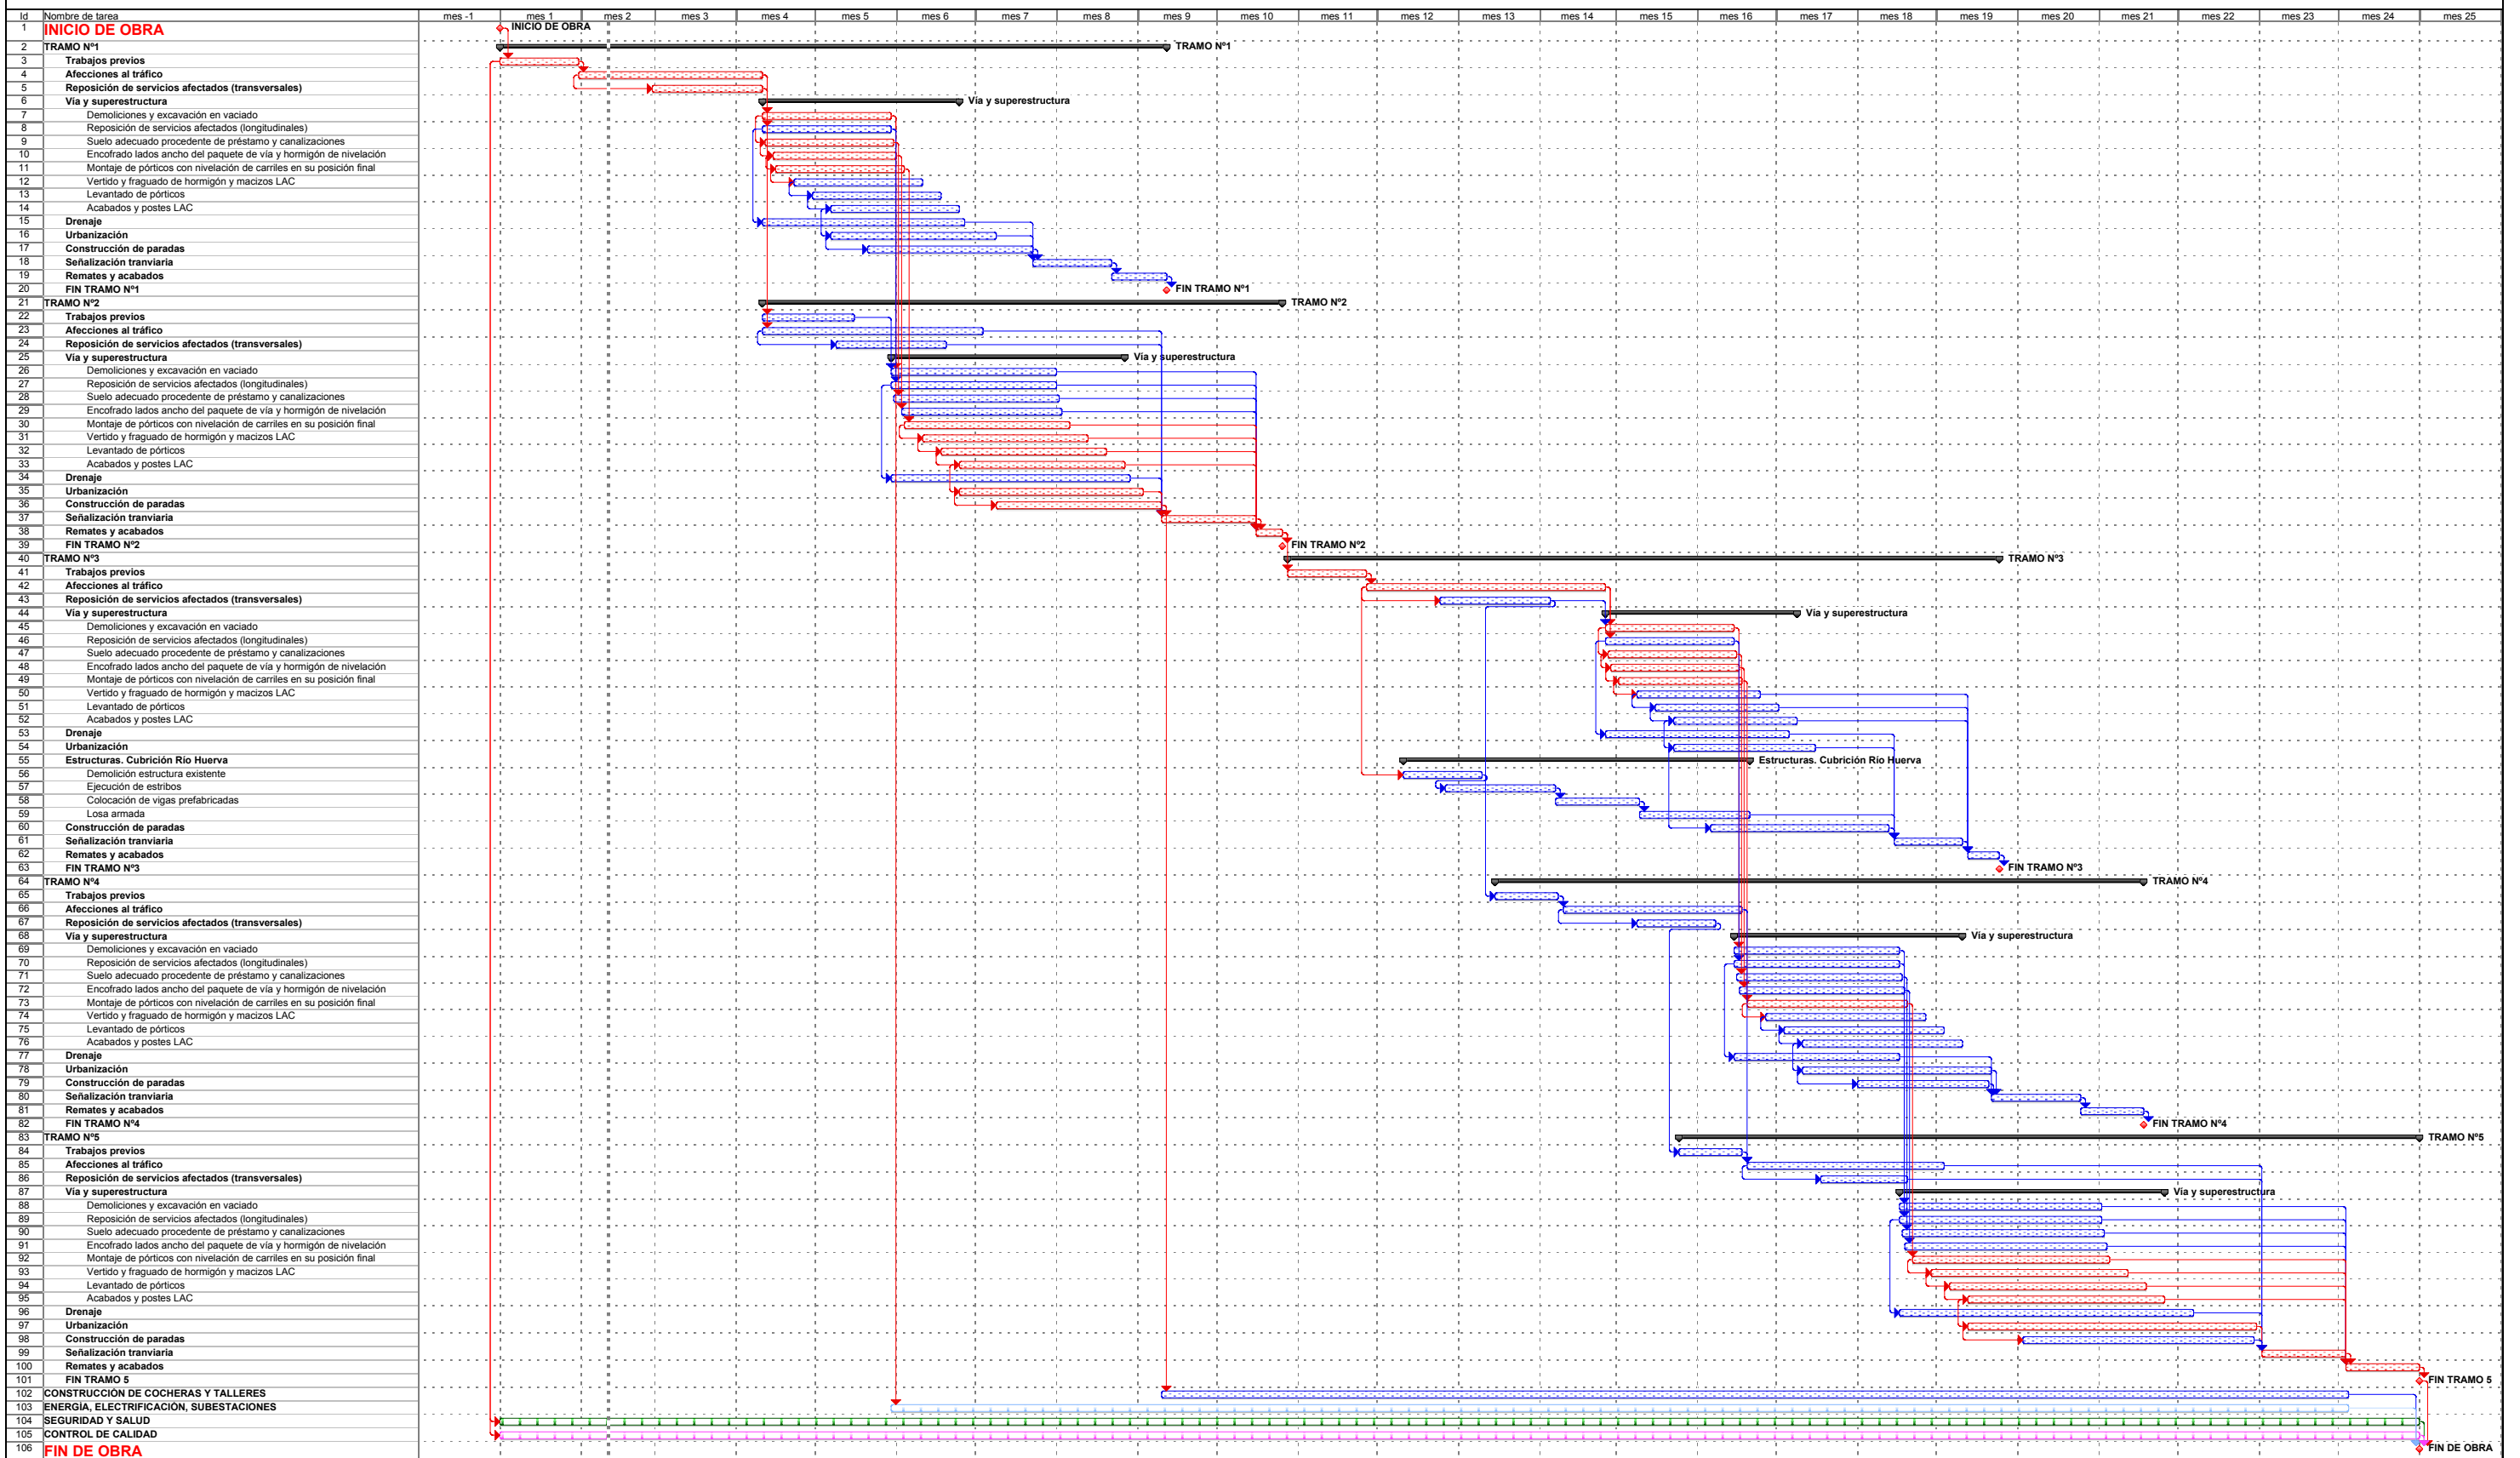 Id Nombre de tarea mes -1 mes 1 mes 2 mes 3 mes 4 mes 5 mes 6 mes 7 mes 8 mes 9 mes 10 mes 11 mes 12 mes 13 mes 14 mes 15 mes 16 mes 17 mes 18 mes 19 mes 20 mes 21 mes 22 mes 23 mes 24 mes 25
1 INICIO DE OBRA INICIO DE OBRA
2 TRAMO Nº1 TRAMO Nº1
3 Trabajos previos
4 Afecciones al tráfico
5 Reposición de servicios afectados (transversales)
6 Vía y superestructura Vía y superestructura
7 Demoliciones y excavación en vaciado
8 Reposición de servicios afectados (longitudinales)
9 Suelo adecuado procedente de préstamo y canalizaciones
10 Encofrado lados ancho del paquete de vía y hormigón de nivelación
11 Montaje de pórticos con nivelación de carriles en su posición final
12 Vertido y fraguado de hormigón y macizos LAC
13 Levantado de pórticos
14 Acabados y postes LAC
15 Drenaje
16 Urbanización
17 Construcción de paradas
18 Señalización tranviaria
19 Remates y acabados
20 FIN TRAMO Nº1 FIN TRAMO Nº1
21 TRAMO Nº2 TRAMO Nº2
22 Trabajos previos
23 Afecciones al tráfico
24 Reposición de servicios afectados (transversales)
25 Vía y superestructura Vía y superestructura
26 Demoliciones y excavación en vaciado
27 Reposición de servicios afectados (longitudinales)
28 Suelo adecuado procedente de préstamo y canalizaciones
29 Encofrado lados ancho del paquete de vía y hormigón de nivelación
30 Montaje de pórticos con nivelación de carriles en su posición final
31 Vertido y fraguado de hormigón y macizos LAC
32 Levantado de pórticos
33 Acabados y postes LAC
34 Drenaje
35 Urbanización
36 Construcción de paradas
37 Señalización tranviaria
38 Remates y acabados
39 FIN TRAMO Nº2 FIN TRAMO Nº2
40 TRAMO Nº3 TRAMO Nº3
41 Trabajos previos
42 Afecciones al tráfico
43 Reposición de servicios afectados (transversales)
44 Vía y superestructura Vía y superestructura
45 Demoliciones y excavación en vaciado
46 Reposición de servicios afectados (longitudinales)
47 Suelo adecuado procedente de préstamo y canalizaciones
48 Encofrado lados ancho del paquete de vía y hormigón de nivelación
49 Montaje de pórticos con nivelación de carriles en su posición final
50 Vertido y fraguado de hormigón y macizos LAC
51 Levantado de pórticos
52 Acabados y postes LAC
53 Drenaje
54 Urbanización
55 Estructuras. Cubrición Río Huerva Estructuras. Cubrición Río Huerva
56 Demolición estructura existente
57 Ejecución de estribos
58 Colocación de vigas prefabricadas
59 Losa armada
60 Construcción de paradas
61 Señalización tranviaria
62 Remates y acabados
63 FIN TRAMO Nº3 FIN TRAMO Nº3
64 TRAMO Nº4 TRAMO Nº4
65 Trabajos previos
66 Afecciones al tráfico
67 Reposición de servicios afectados (transversales)
68 Vía y superestructura Vía y superestructura
69 Demoliciones y excavación en vaciado
70 Reposición de servicios afectados (longitudinales)
71 Suelo adecuado procedente de préstamo y canalizaciones
72 Encofrado lados ancho del paquete de vía y hormigón de nivelación
73 Montaje de pórticos con nivelación de carriles en su posición final
74 Vertido y fraguado de hormigón y macizos LAC
75 Levantado de pórticos
76 Acabados y postes LAC
77 Drenaje
78 Urbanización
79 Construcción de paradas
80 Señalización tranviaria
81 Remates y acabados
82 FIN TRAMO Nº4 FIN TRAMO Nº4
83 TRAMO Nº5 TRAMO Nº5
84 Trabajos previos
85 Afecciones al tráfico
86 Reposición de servicios afectados (transversales)
87 Vía y superestructura Vía y superestructura
88 Demoliciones y excavación en vaciado
89 Reposición de servicios afectados (longitudinales)
90 Suelo adecuado procedente de préstamo y canalizaciones
91 Encofrado lados ancho del paquete de vía y hormigón de nivelación
92 Montaje de pórticos con nivelación de carriles en su posición final
93 Vertido y fraguado de hormigón y macizos LAC
94 Levantado de pórticos
95 Acabados y postes LAC
96 Drenaje
97 Urbanización
98 Construcción de paradas
99 Señalización tranviaria
100 Remates y acabados
101 FIN TRAMO 5 FIN TRAMO 5
102 CONSTRUCCIÓN DE COCHERAS Y TALLERES
103 ENERGÍA, ELECTRIFICACIÓN, SUBESTACIONES
104 SEGURIDAD Y SALUD
105 CONTROL DE CALIDAD
106 FIN DE OBRA FIN DE OBRA